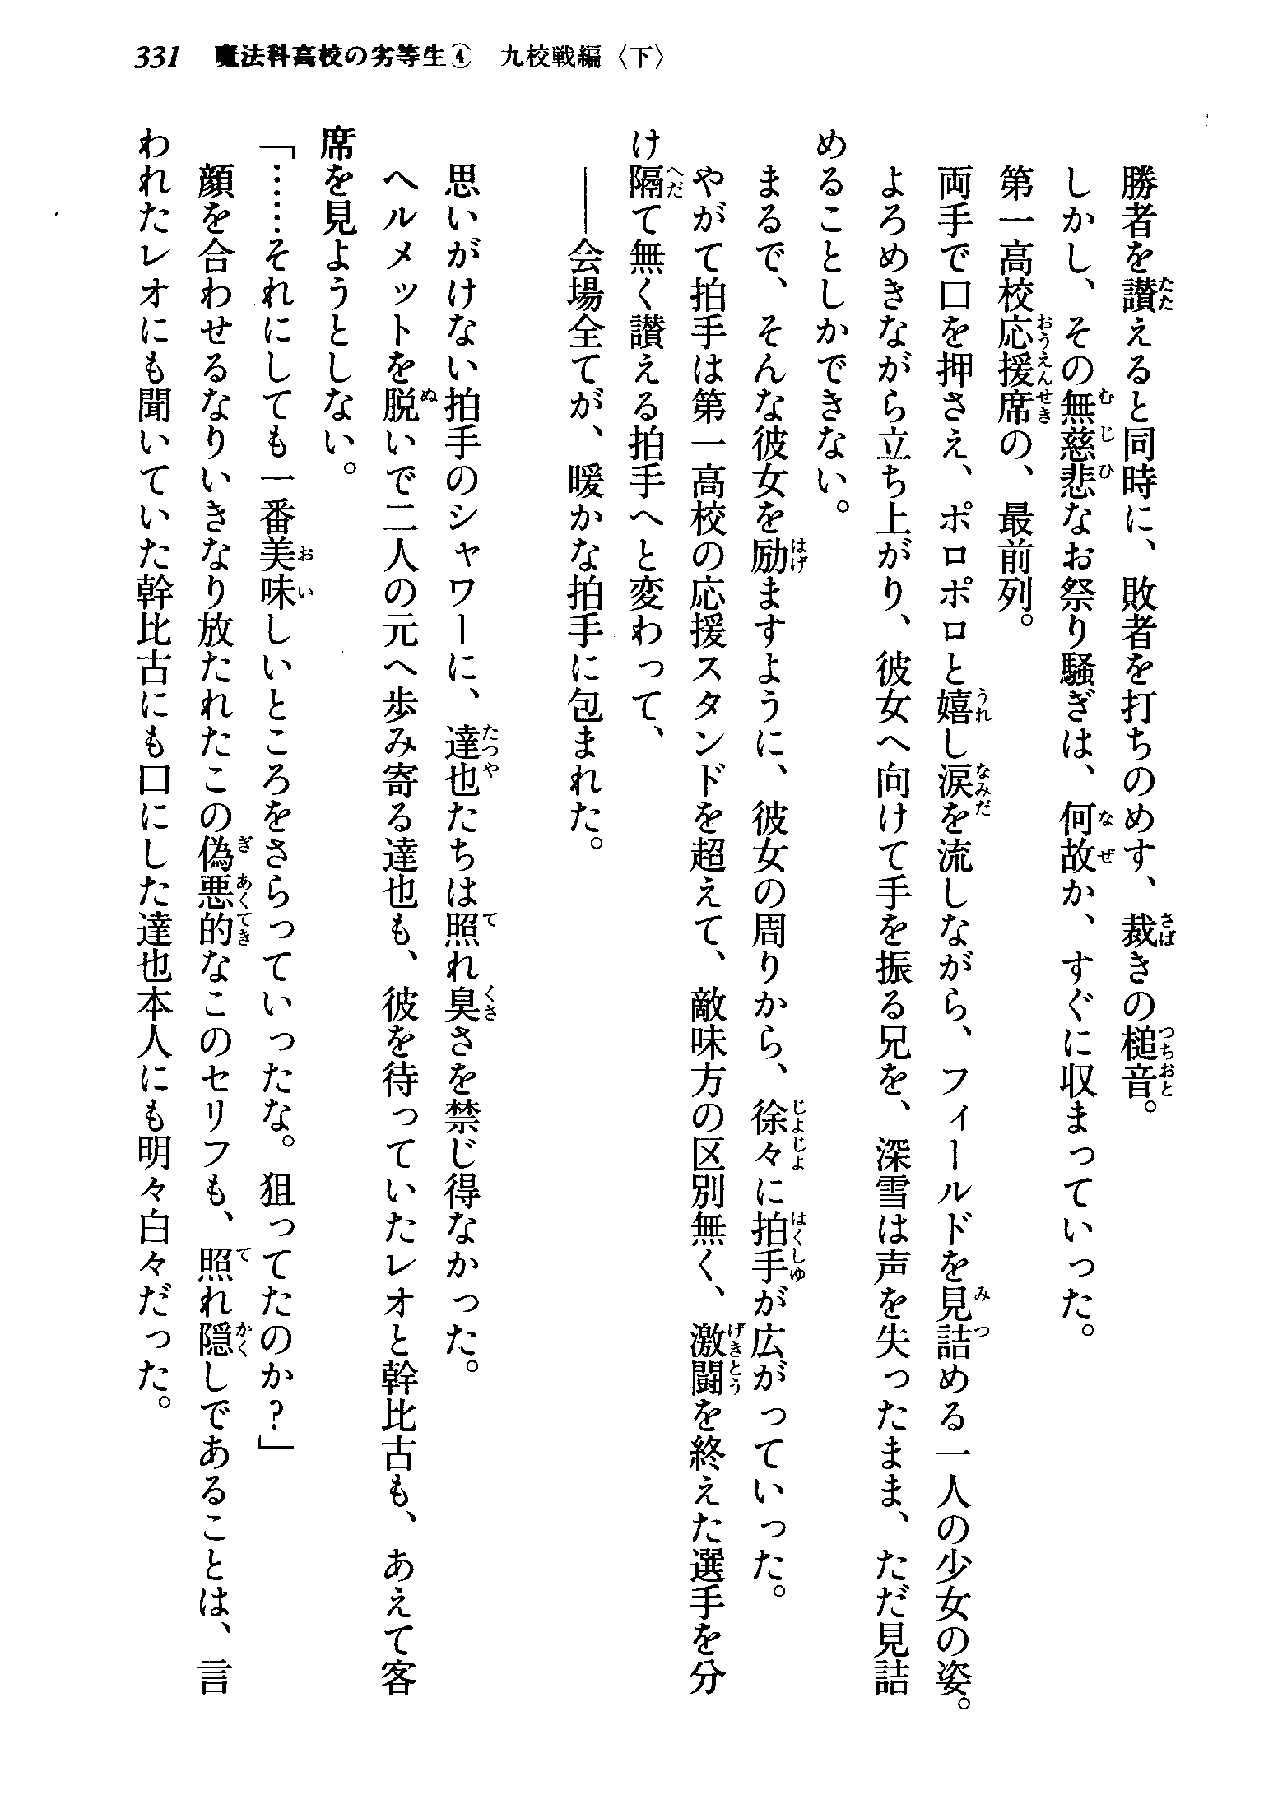 331 魔法科高校の劣等生④ 九校戦編〈下〉
勝者を讃えると同時に、敗者を打ちのめす、裁きの槌音。
しかし、その無慈悲なお祭り騒ぎは、何故か、すぐに収まっていった。
第一高校応援席の、最前列。
両手で口を押さえ、ポロポロと嬉し涙を流しながら、フィールドを見詰める一人の少女の姿。
よろめきながら立ち上がり、彼女へ向けて手を振る兄を、深雪は声を失ったまま、ただ見詰
めることしかできない。
まるで、そんな彼女を励ますように、彼女の周りから、徐々に拍手が広がっていった。
やがて拍手は第一高校の応援スタンドを超えて、敵味方の区別無く、激闘を終えた選手を分
け隔て無く讃える拍手へと変わって、
――会場全てが、暖かな拍手に包まれた。
思いがけない拍手のシャワーに、達也たちは照れ臭さを禁じ得なかった。
ヘルメットを脱いで二人の元へ歩み寄る達也も、彼を待っていたレオと幹比古も、あえて客
席を見ようとしない。
「……それにしても一番美味しいところをさらっていったな。狙ってたのか?」
顔を合わせるなりいきなり放たれたこの偽悪的なこのセリフも、照れ隠しであることは、言
われたレオにも聞いていた幹比古にも口にした達也本人にも明々白々だった。